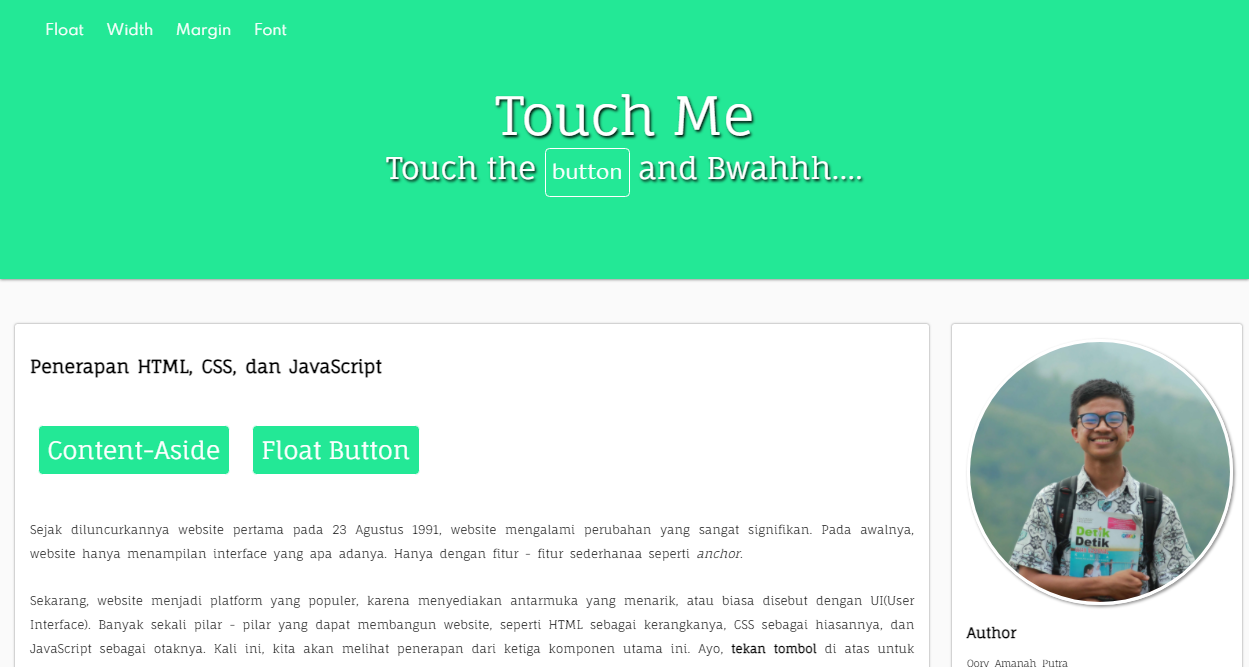 Float Width Margin Font
Touch Me
Touch the button and Bwahhh....
Penerapan HTML, CSS, dan JavaScript
Content-Aside Float Button
Sejak diluncurkannya website pertama pada 23 Agustus 1991, website mengalami perubahan yang sangat signifikan. Pada awalnya,
website hanya menampilan interface yang apa adanya. Hanya dengan fitur - fitur sederhanaa seperti anchor.
Sekarang, website menjadi platform yang populer, karena menyediakan antarmuka yang menarik, atau biasa disebut dengan UI(User
Interface). Banyak sekali pilar - pilar yang dapat membangun website, seperti HTML sebagai kerangkanya, CSS sebagai hiasannya, dan
JavaScript sebagai otaknya. Kali ini, kita akan melihat penerapan dari ketiga komponen utama ini. Ayo, tekan tombol di atas untuk
Detik
Detik
Author
Qory Amanah Putra